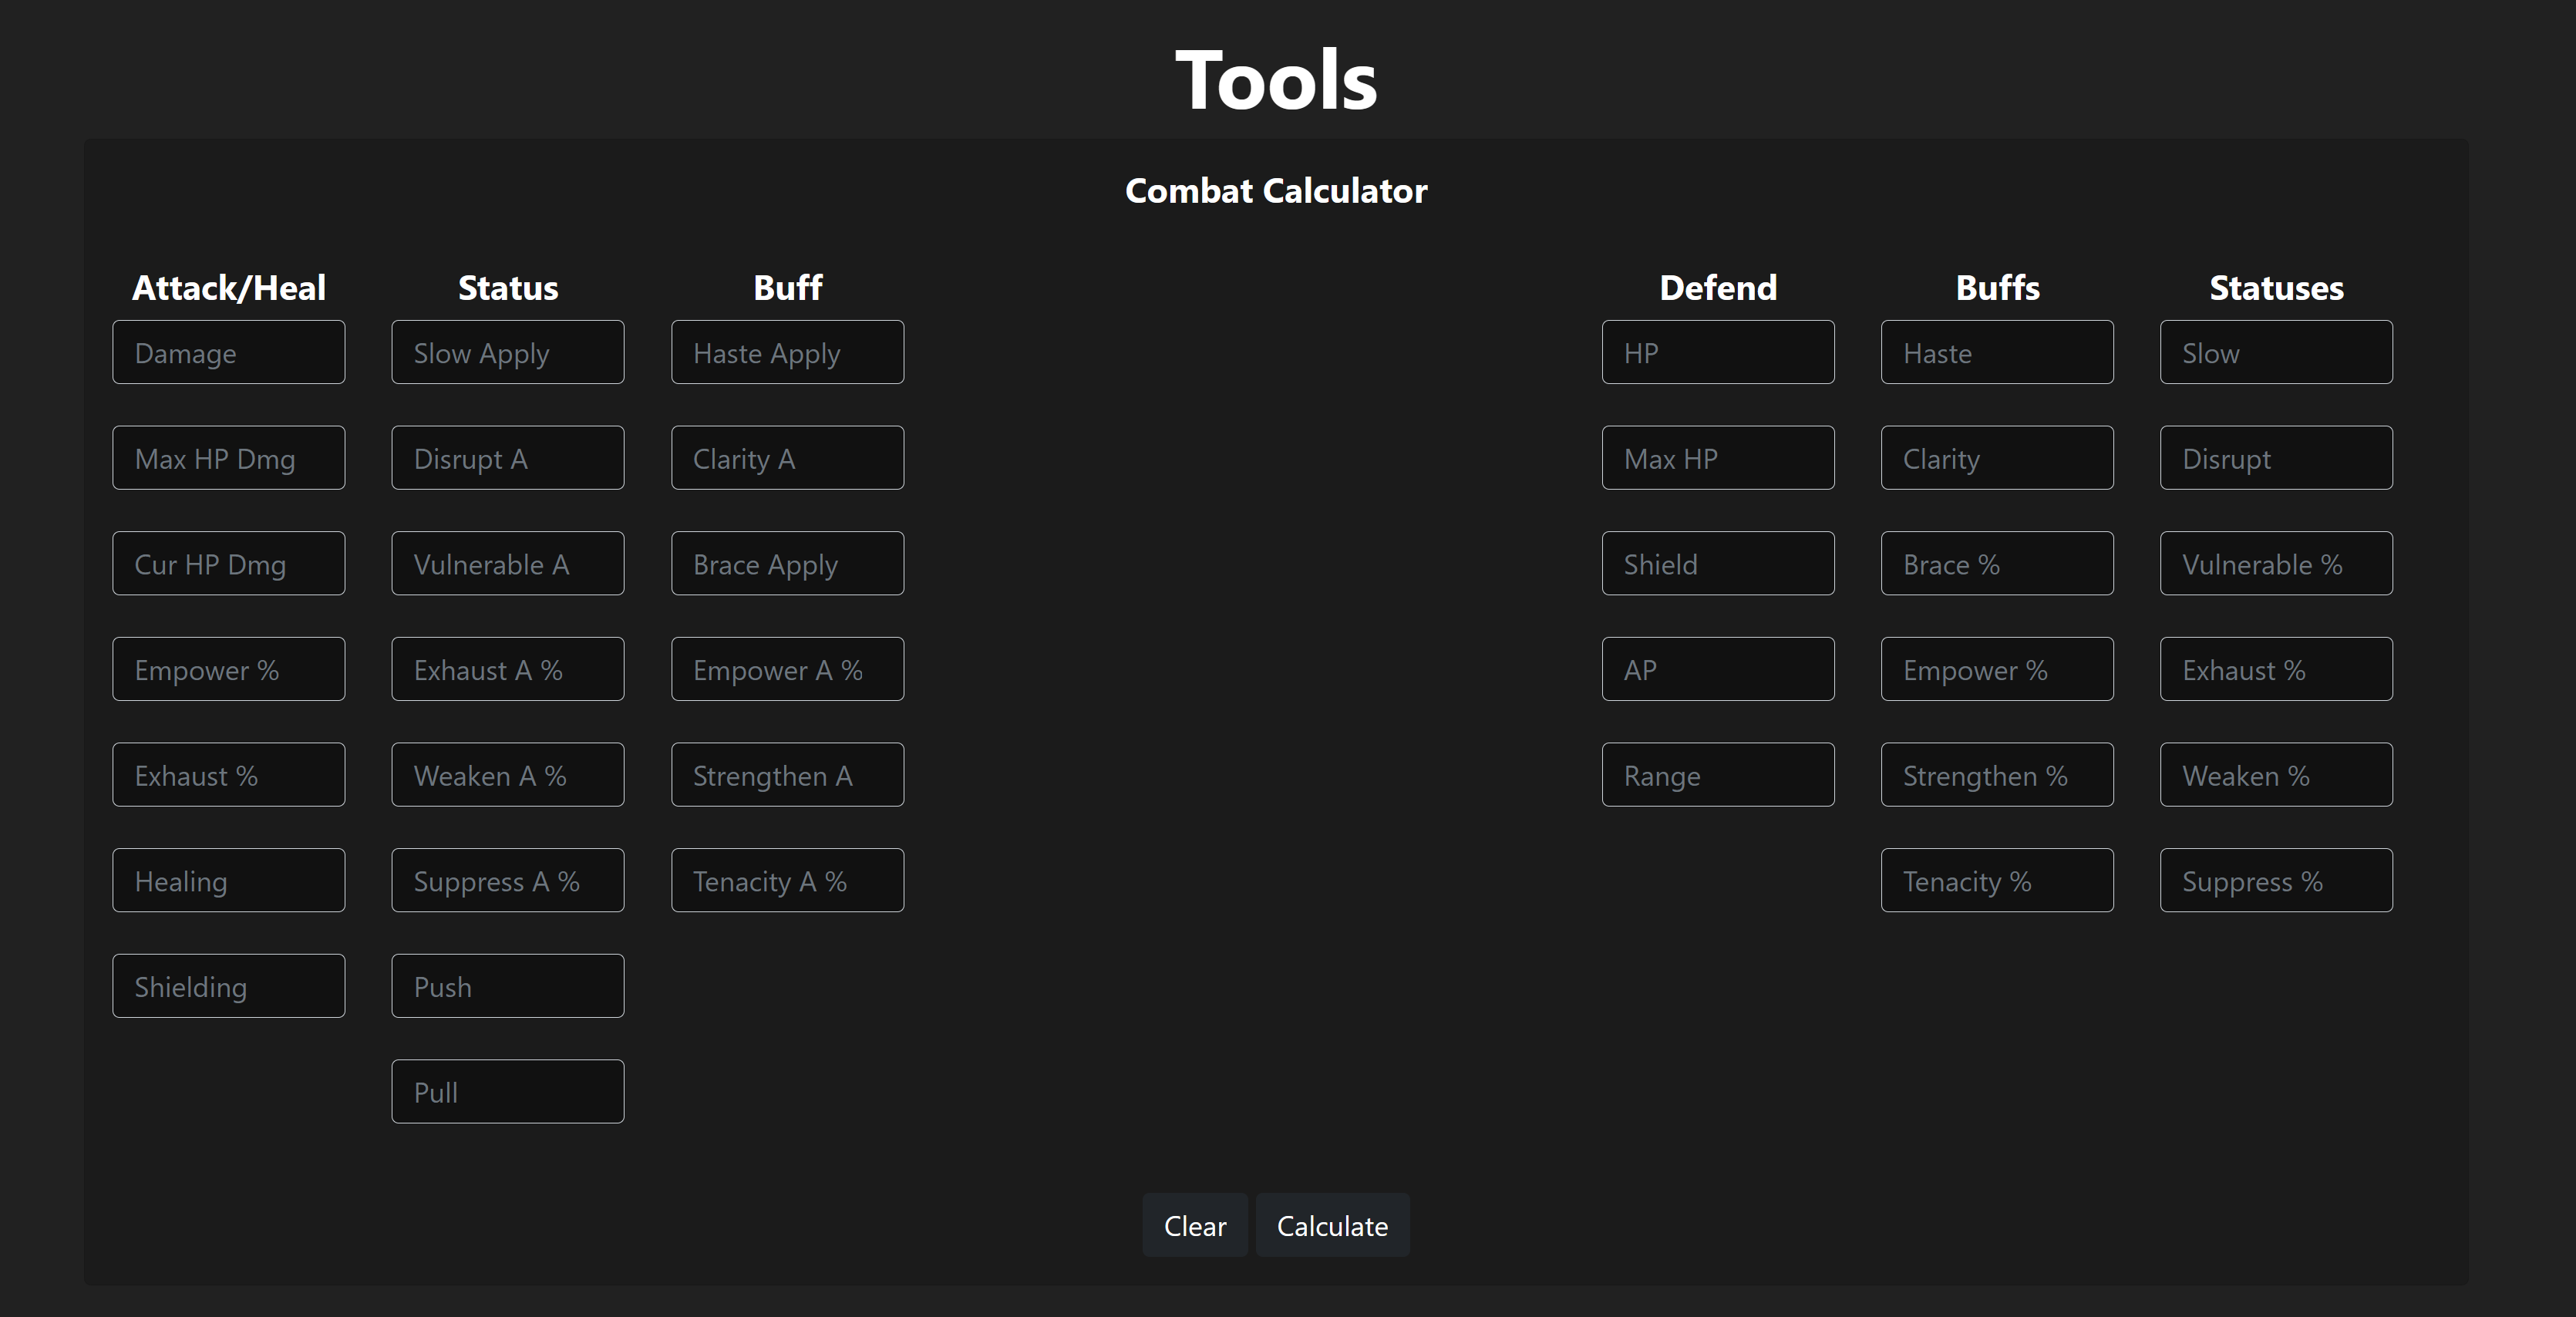 Tools
Combat Calculator
Attack/Heal Status Buff Defend Buffs Statuses
Damage Slow Apply Haste Apply HP Haste Slow
Max HP Dmg Disrupt A Clarity A Max HP Clarity Disrupt
Cur HP Dmg Vulnerable A Brace Apply Shield Brace % Vulnerable %
Empower % Exhaust A % Empower A % AP Empower % Exhaust %
Exhaust % Weaken A % Strengthen A Range Strengthen % Weaken %
Healing Suppress A % Tenacity A % Tenacity % Suppress %
Shielding Push
Pull
Clear Calculate